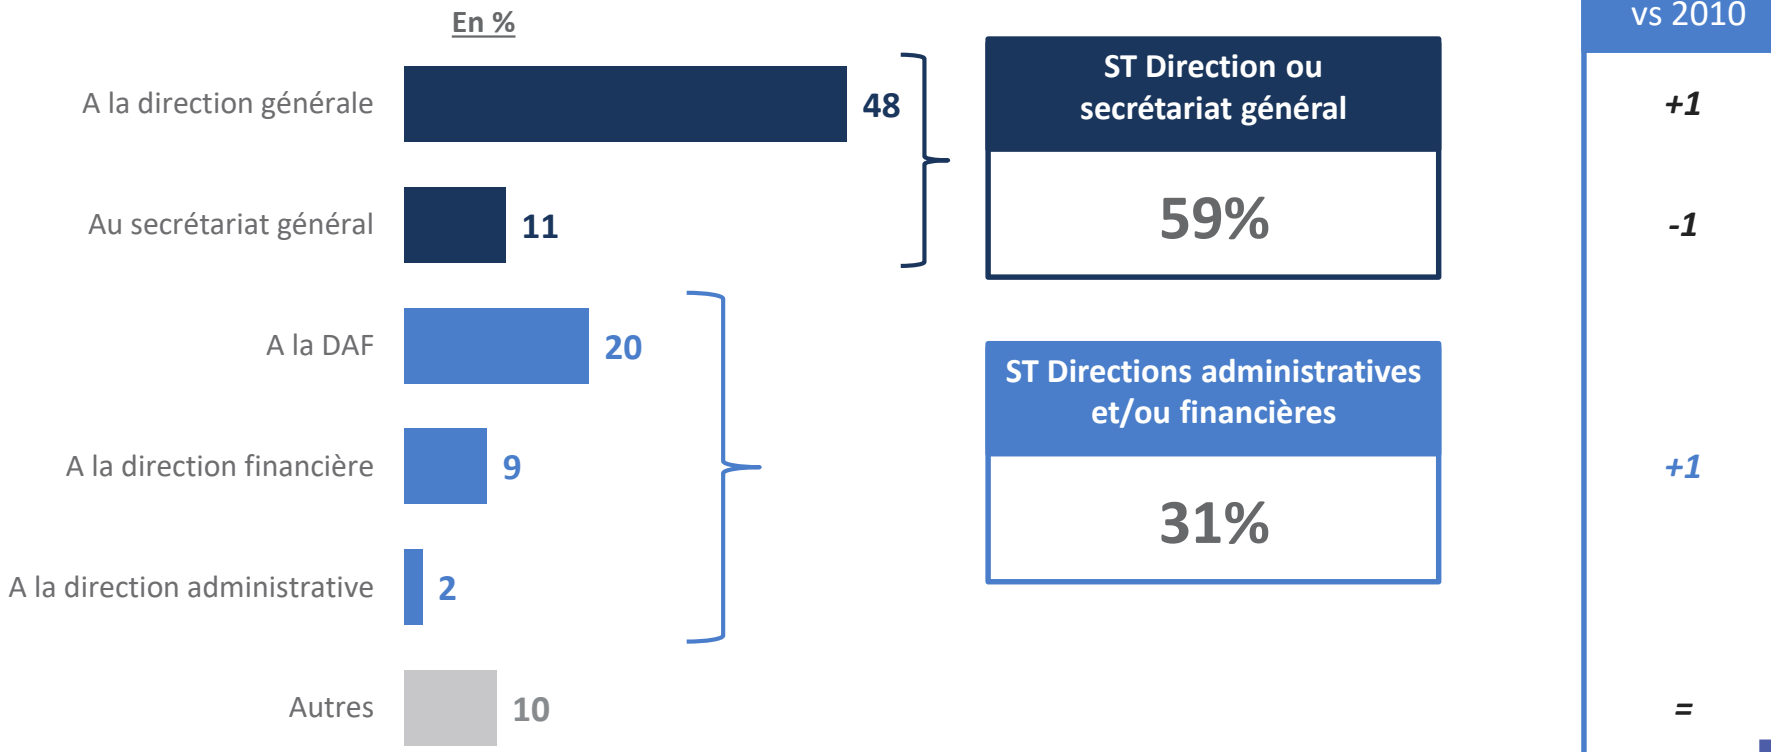 En %
vs 2010
A la direction générale
48
ST Direction ou
secrétariat général
59%
+1
Au secrétariat général
11
-1
A la DAF
20
ST Directions administratives
et/ou financières
31%
A la direction financière
9
+1
A la direction administrative
2
Autres
10
=